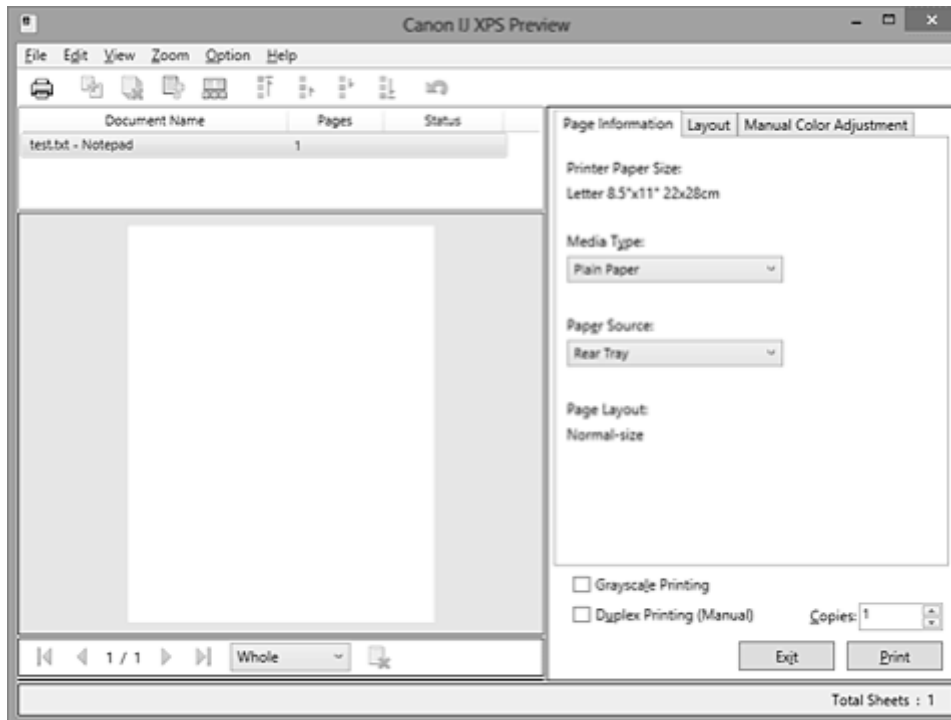 Canon IJ XPS Preview
File Edit View Zoom Option Help
Document Name Pages Status
test.txt - Notepad 1
Page Information Layout Manual Color Adjustment
Printer Paper Size:
Letter 8.5"x11" 22x28cm
Media Type:
Plain Paper
Paper Source:
Rear Tray
Page Layout:
Normal-size
Grayscale Printing
Duplex Printing (Manual) Copies: 1
1 / 1 Whole
Exit Print
Total Sheets : 1